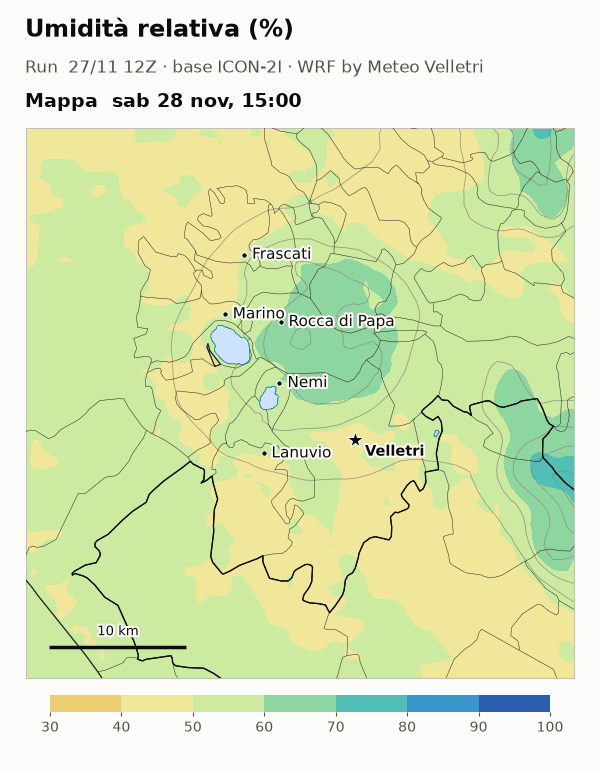 Umidità relativa (%)
Run  27/11 12Z · base ICON-2I · WRF by Meteo Velletri
Mappa  sab 28 nov, 15:00
Frascati
Marino
Rocca di Papa
Nemi
Velletri
Lanuvio
10 km
30 40 50 60 70 80 90 100